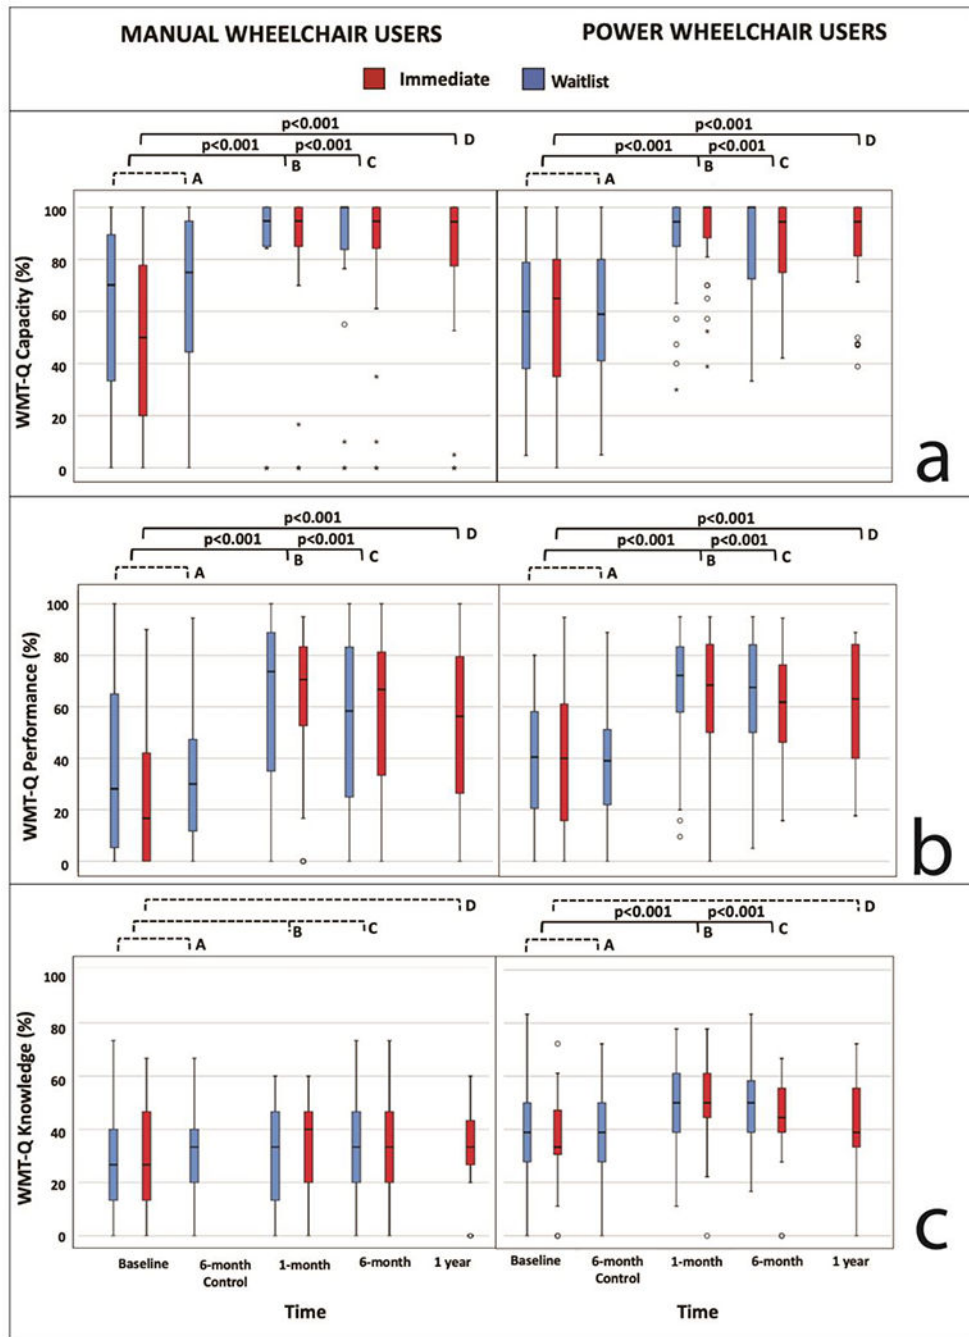 MANUAL WHEELCHAIR USERS POWER WHEELCHAIR USERS
Immediate Waitlist
p<0.001 D p<0.001 D
p<0.001 B p<0.001 C p<0.001 B p<0.001 C
A A
WMT-Q Capacity (%)
100
80
60
40
20
0
a
p<0.001 D p<0.001 D
p<0.001 B p<0.001 C p<0.001 B p<0.001 C
A A
WMT-Q Performance (%)
100
80
60
40
20
0
b
D D
B C p<0.001 B p<0.001 C
A A
WMT-Q Knowledge (%)
100
80
60
40
20
0
c
Baseline 6-month Control 1-month 6-month 1 year Baseline 6-month Control 1-month 6-month 1 year
Time Time